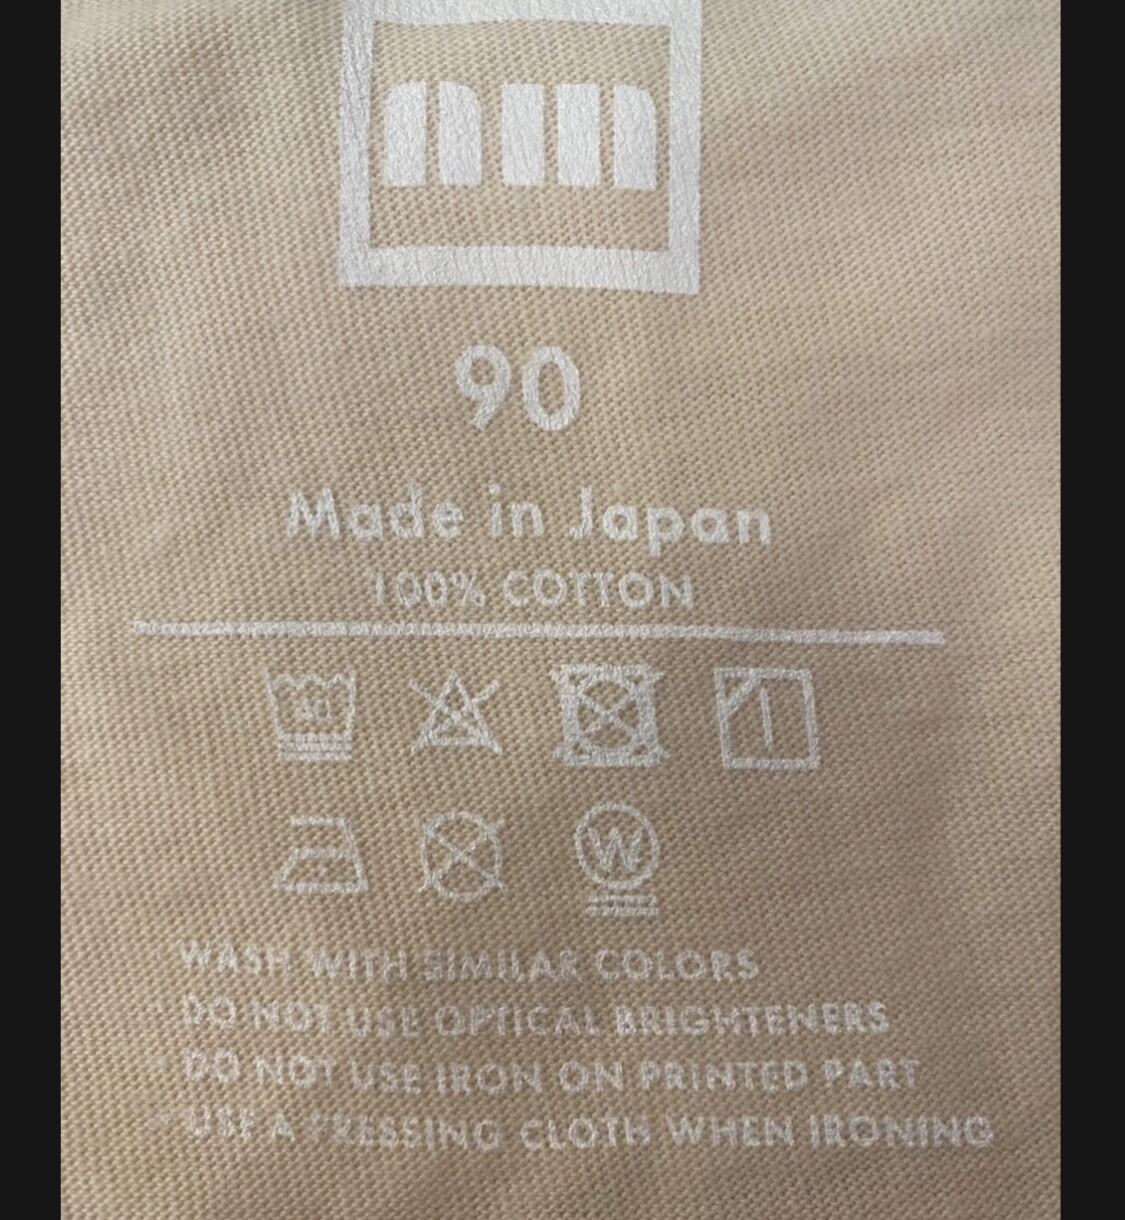 90
Made in Japan
100% COTTON
40
W
WASH WITH SIMILAR COLORS
DO NOT USE OPTICAL BRIGHTENERS
DO NOT USE IRON ON PRINTED PART
USE A PRESSING CLOTH WHEN IRONING